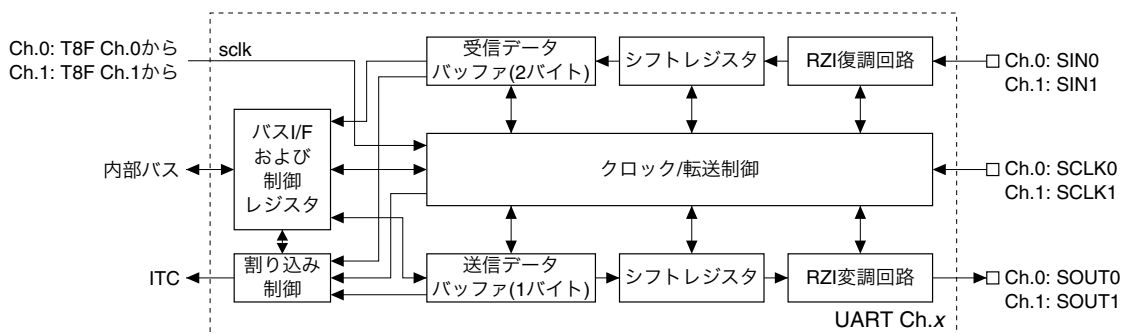 Ch.0: T8F Ch.0から
Ch.1: T8F Ch.1から
sclk
受信データ
バッファ(2バイト)
シフトレジスタ
RZI復調回路
Ch.0: SIN0
Ch.1: SIN1
内部バス
バスI/F
および
制御
レジスタ
クロック/転送制御
Ch.0: SCLK0
Ch.1: SCLK1
ITC
割り込み
制御
送信データ
バッファ(1バイト)
シフトレジスタ
RZI変調回路
Ch.0: SOUT0
Ch.1: SOUT1
UART Ch.x